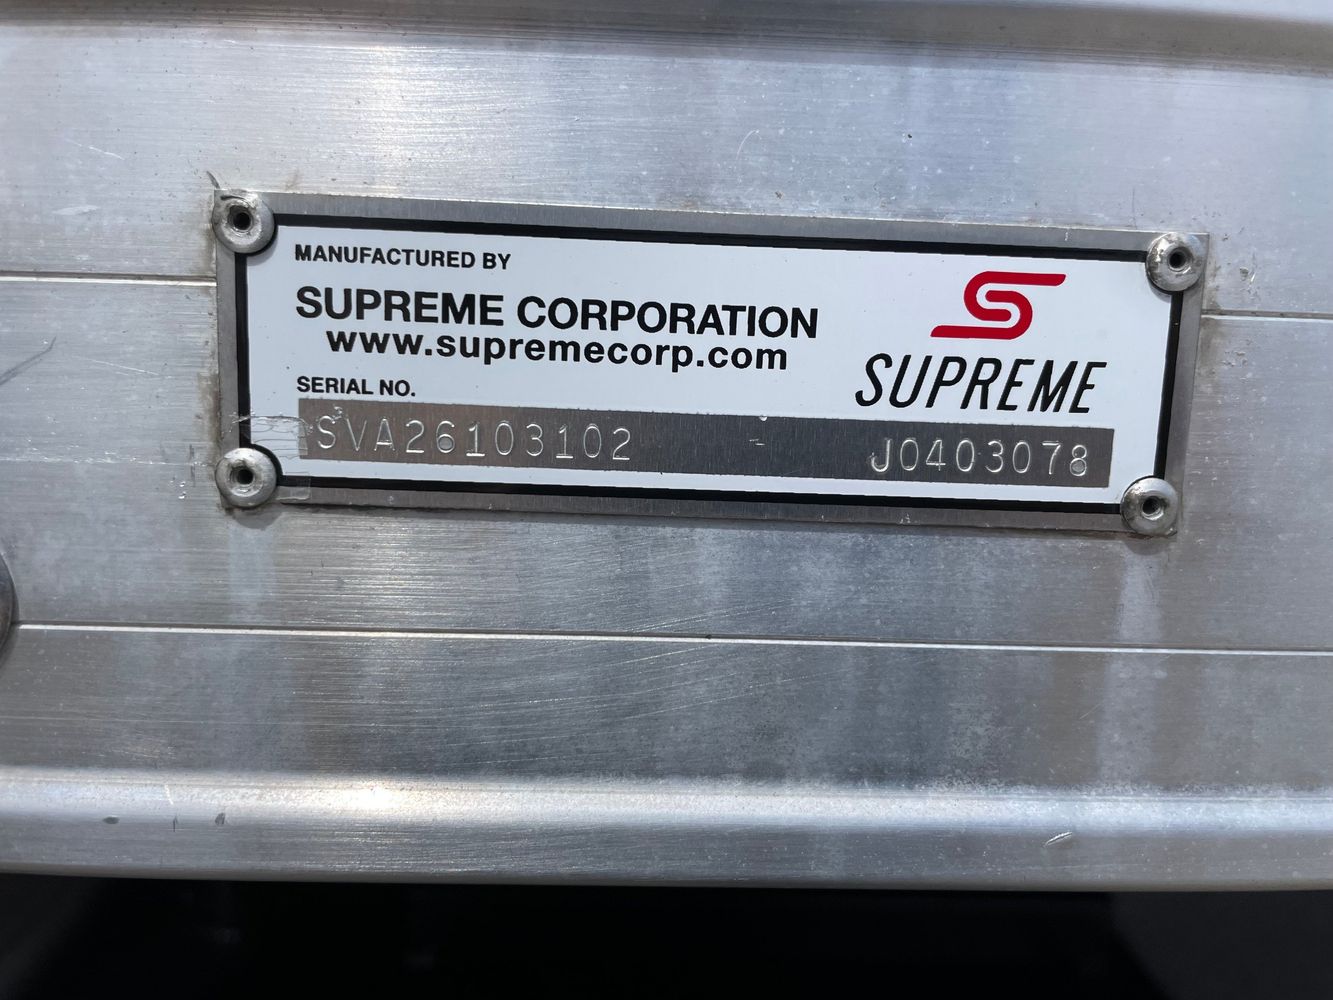 MANUFACTURED BY
SUPREME CORPORATION
www.supremecorp.com
SUPREME
SERIAL NO.
SVA26103102 - J0403078